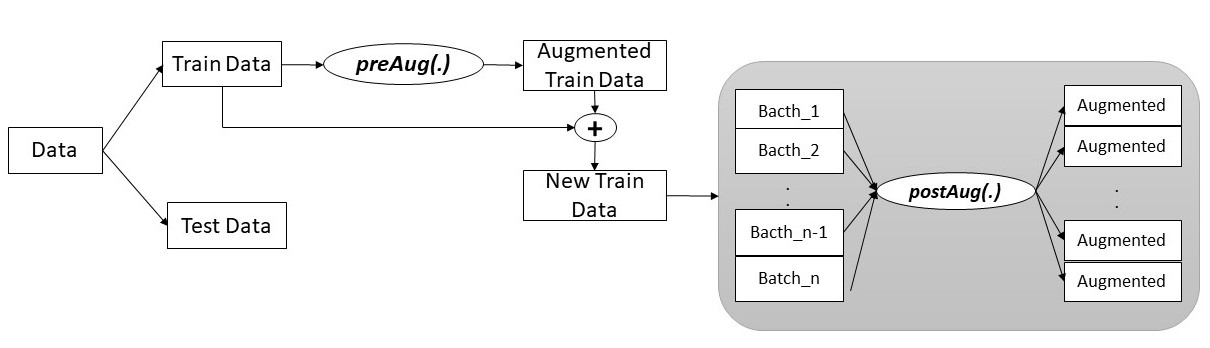 Data
Train Data
Test Data
preAug(.)
Augmented
Train Data
+
New Train
Data
Bacth_1
Bacth_2
.
.
Bacth_n-1
Batch_n
postAug(.)
Augmented
Augmented
.
.
Augmented
Augmented